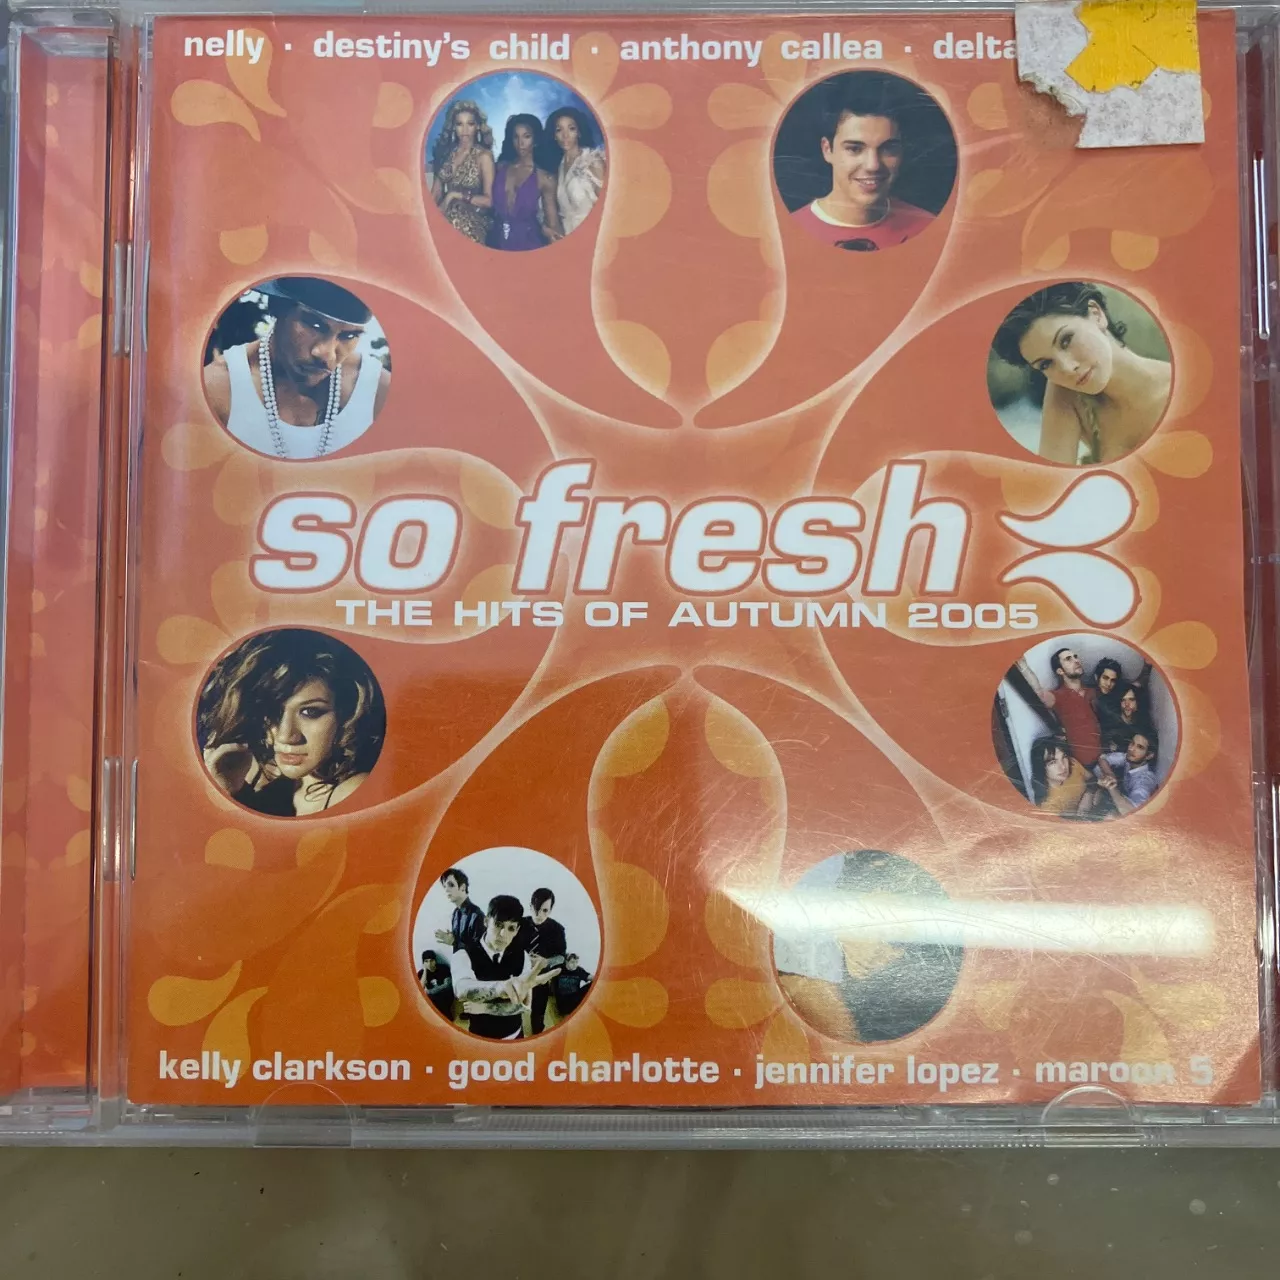 nelly · destiny's child · anthony callea · delta
so fresh
THE HITS OF AUTUMN 2005
kelly clarkson · good charlotte · jennifer lopez · maroon 5